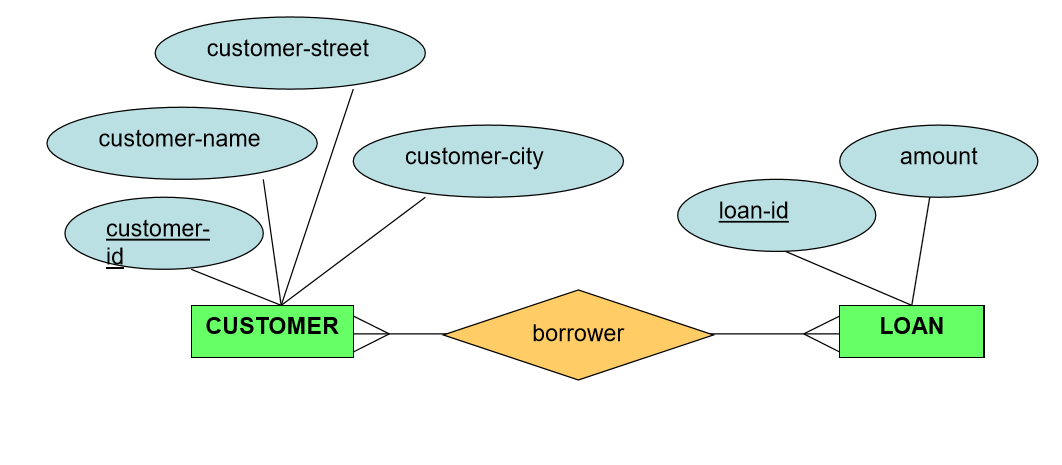 customer-street
customer-name
customer-city
amount
loan-id
customer-
id
CUSTOMER
borrower
LOAN